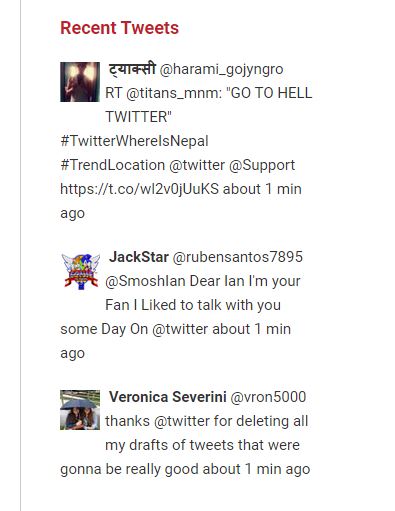 Recent Tweets
ट्याक्सी @harami_gojyngro
RT @titans_mnm: "GO TO HELL
TWITTER"
#TwitterWhereIsNepal
#TrendLocation @twitter @Support
https://t.co/wl2v0jUuKS about 1 min
ago
JackStar @rubensantos7895
@SmoshIan Dear Ian I'm your
Fan I Liked to talk with you
some Day On @twitter about 1 min
ago
Veronica Severini @vron5000
thanks @twitter for deleting all
my drafts of tweets that were
gonna be really good about 1 min ago